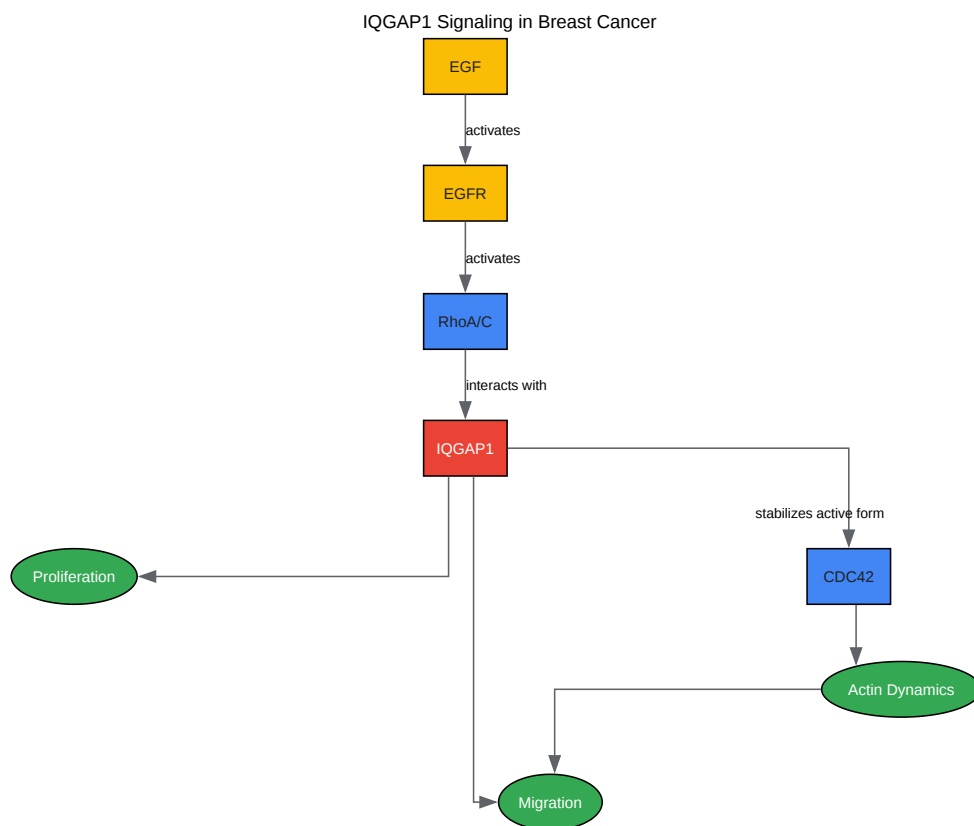 IQGAP1 Signaling in Breast Cancer
EGF
activates
EGFR
activates
RhoA/C
interacts with
IQGAP1
stabilizes active form
Proliferation
CDC42
Actin Dynamics
Migration